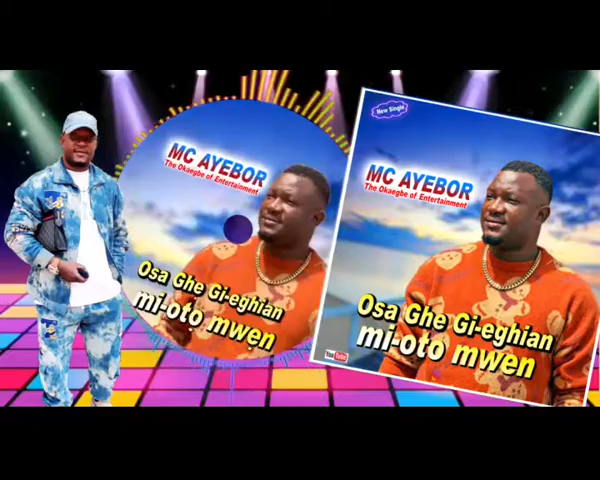 MC AYEBOR
The Okaegbe of Entertainment
Osa Ghe Gi-eghian
mi-oto mwen
New Single
MC AYEBOR
The Okaegbe of Entertainment
Osa Ghe Gi-eghian
mi-oto mwen
YouTube